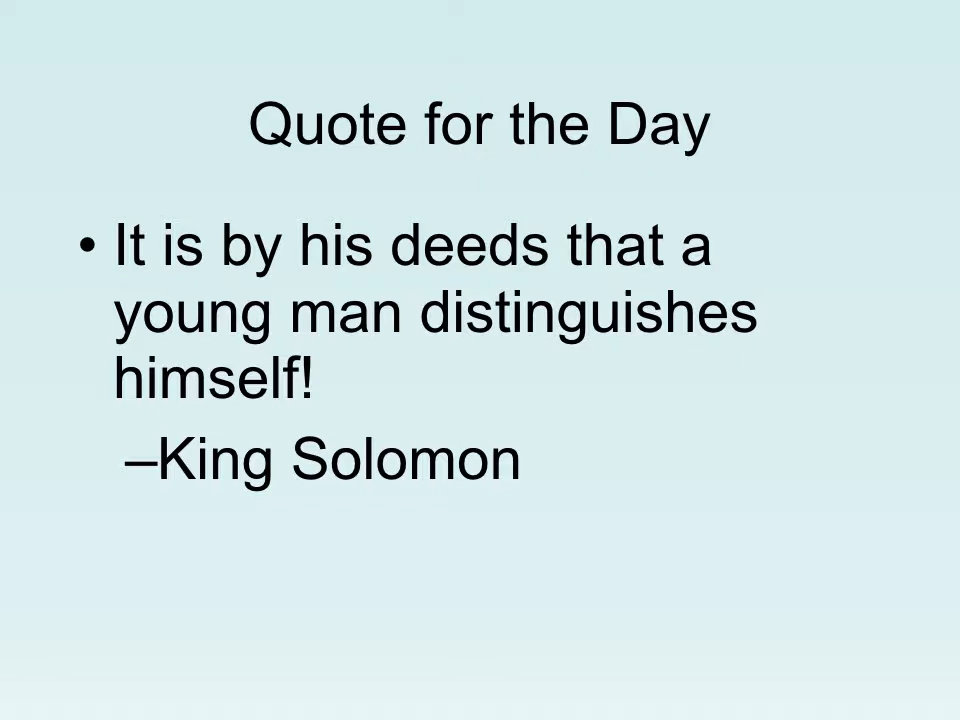 Quote for the Day
• It is by his deeds that a
young man distinguishes
himself!
–King Solomon